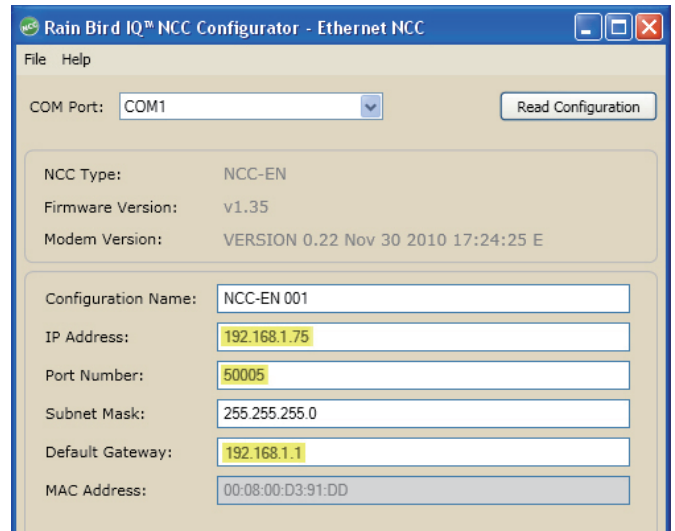 NCC Rain Bird IQ™ NCC Configurator - Ethernet NCC
File Help
COM Port: COM1 Read Configuration
NCC Type: NCC-EN
Firmware Version: v1.35
Modem Version: VERSION 0.22 Nov 30 2010 17:24:25 E
Configuration Name: NCC-EN 001
IP Address: 192.168.1.75
Port Number: 50005
Subnet Mask: 255.255.255.0
Default Gateway: 192.168.1.1
MAC Address: 00:08:00:D3:91:DD